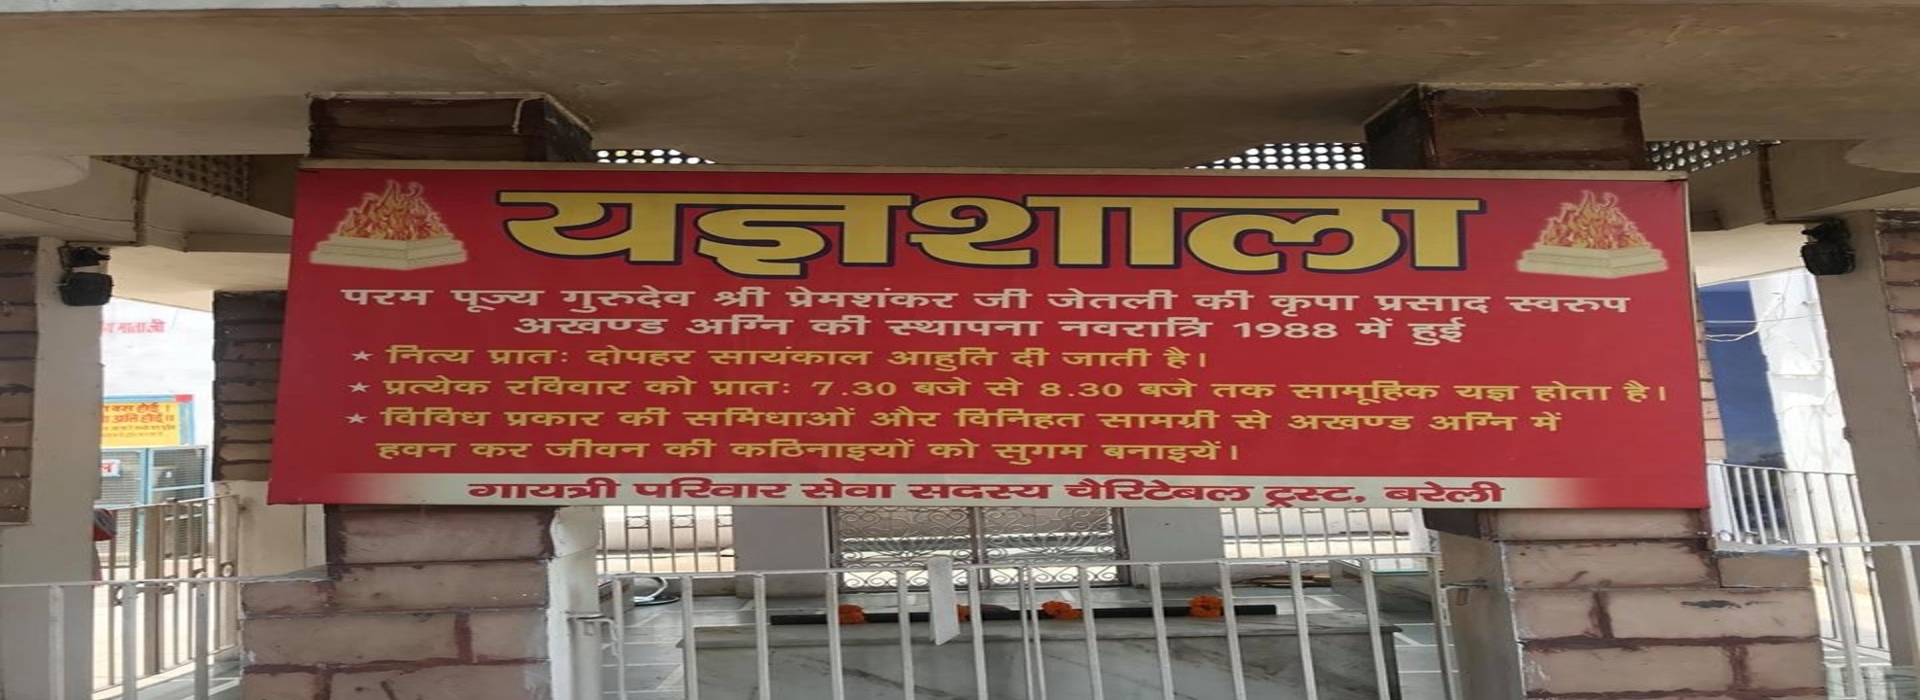 यज्ञशाला
परम पूज्य गुरुदेव श्री प्रेमशंकर जी जेतली की कृपा प्रसाद स्वरुप
अखण्ड अग्नि की स्थापना नवरात्रि 1988 में हुई
★ नित्य प्रातः दोपहर सायंकाल आहुति दी जाती है।
★ प्रत्येक रविवार को प्रातः 7.30 बजे से 8.30 बजे तक सामूहिक यज्ञ होता है।
★ विविध प्रकार की समिधाओं और विनिहत सामग्री से अखण्ड अग्नि में
हवन कर जीवन की कठिनाइयों को सुगम बनाइयें।
गायत्री परिवार सेवा सदस्य चैरिटेबल ट्रस्ट, बरेली
माताजी